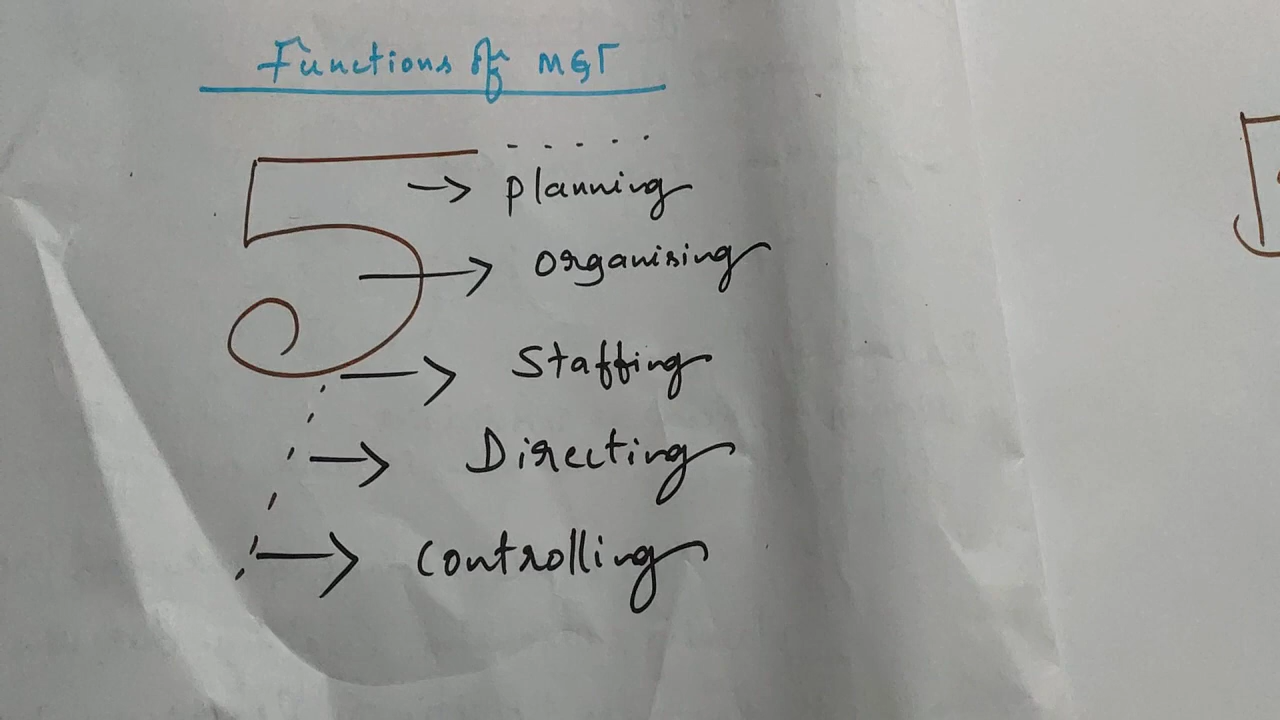 Functions of MGT
5
→ planning
→ organising
→ Staffing
→ Directing
→ controlling